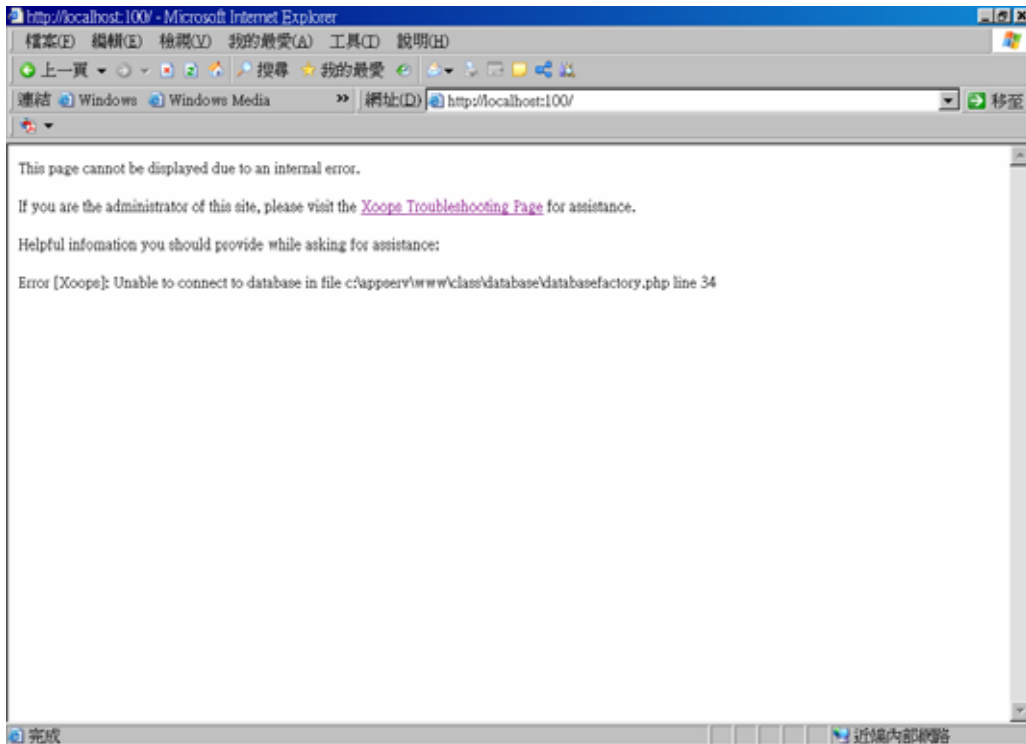 http://localhost:100/ - Microsoft Internet Explorer
檔案(F) 編輯(E) 檢視(V) 我的最愛(A) 工具(T) 說明(H)
上一頁 搜尋 我的最愛
連結 Windows Windows Media » 網址(D) http://localhost:100/ 移至
This page cannot be displayed due to an internal error.
If you are the administrator of this site, please visit the Xoops Troubleshooting Page for assistance.
Helpful infomation you should provide while asking for assistance:
Error [Xoops]: Unable to connect to database in file c:\appserv\www\class\database\databasefactory.php line 34
完成 近端內部網路